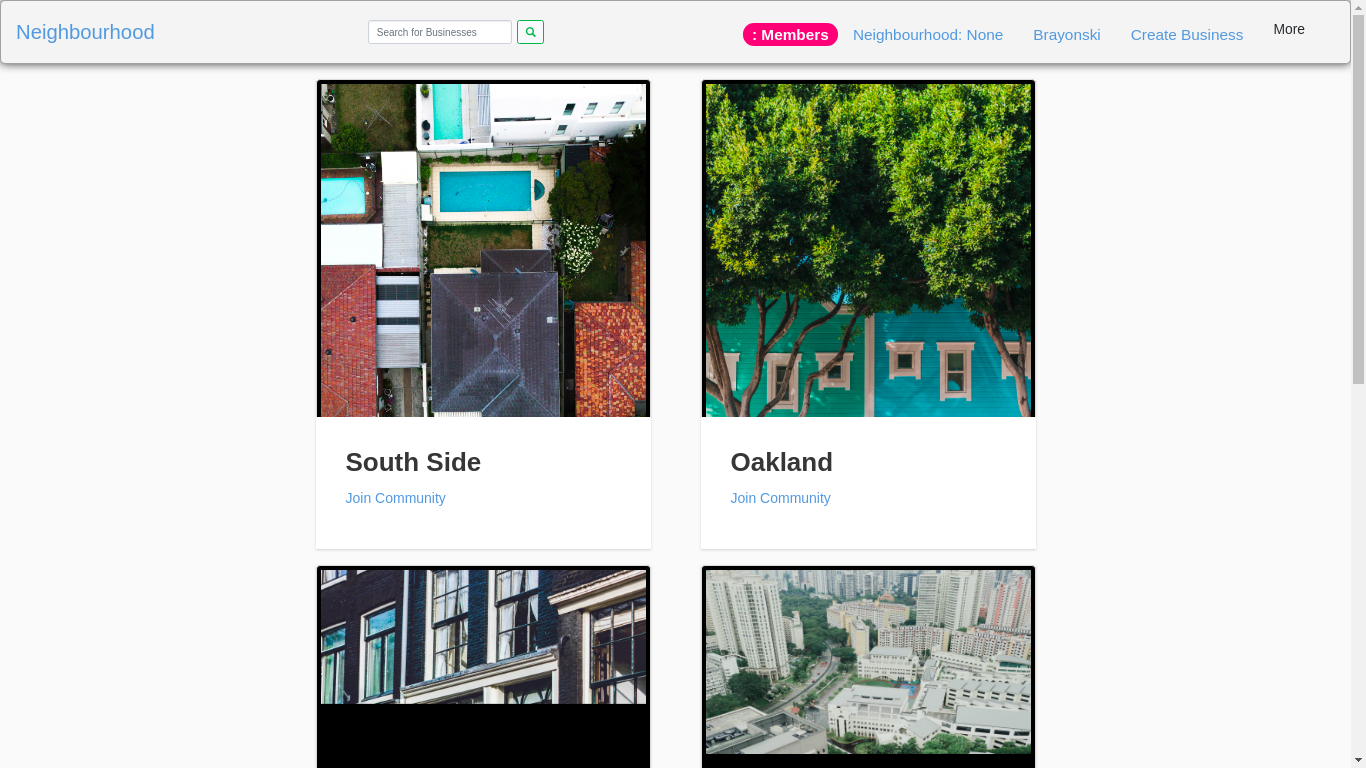 Neighbourhood
Search for Businesses
: Members
Neighbourhood: None
Brayonski
Create Business
More
South Side
Join Community
Oakland
Join Community